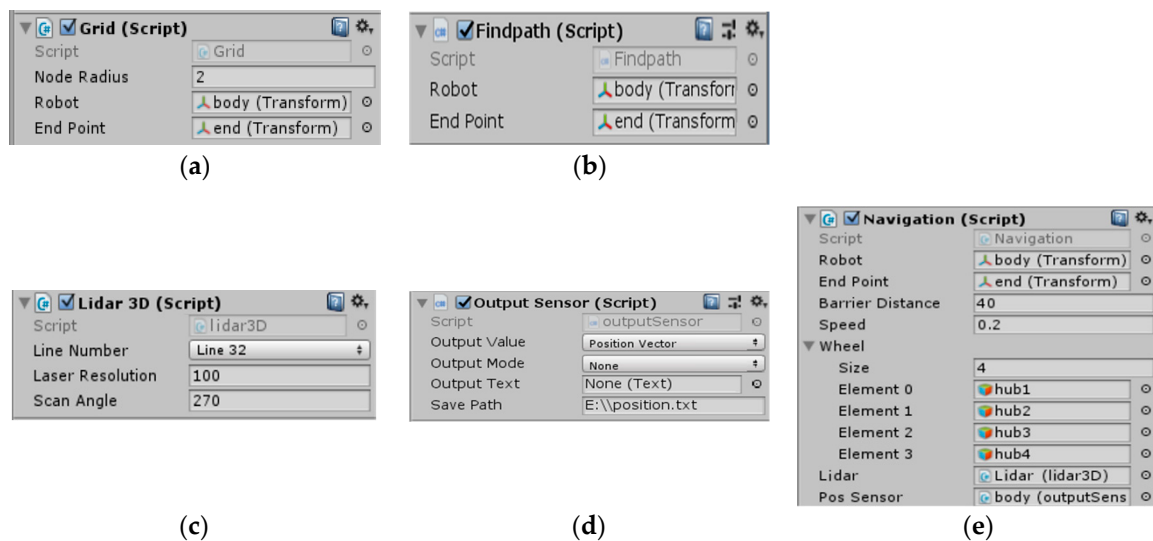 Grid (Script)
Script Grid
Node Radius 2
Robot body (Transform)
End Point end (Transform)
(a)
Findpath (Script)
Script Findpath
Robot body (Transforr
End Point end (Transform
(b)
Lidar 3D (Script)
Script lidar3D
Line Number Line 32
Laser Resolution 100
Scan Angle 270
(c)
Output Sensor (Script)
Script outputSensor
Output Value Position Vector
Output Mode None
Output Text None (Text)
Save Path E:\\position.txt
(d)
Navigation (Script)
Script Navigation
Robot body (Transform)
End Point end (Transform)
Barrier Distance 40
Speed 0.2
Wheel
Size 4
Element 0 hub1
Element 1 hub2
Element 2 hub3
Element 3 hub4
Lidar Lidar (lidar3D)
Pos Sensor body (outputSens
(e)